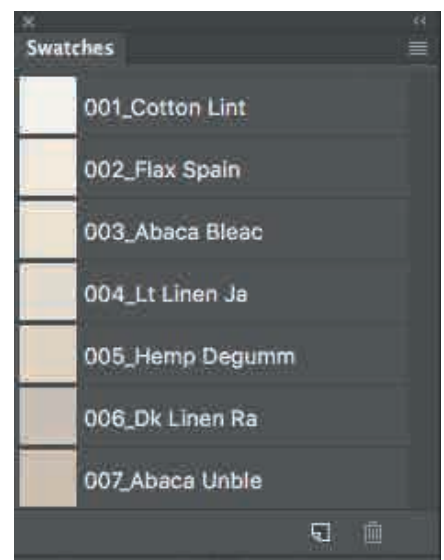 Swatches
001_Cotton Lint
002_Flax Spain
003_Abaca Bleac
004_Lt Linen Ja
005_Hemp Degumm
006_Dk Linen Ra
007_Abaca Unble